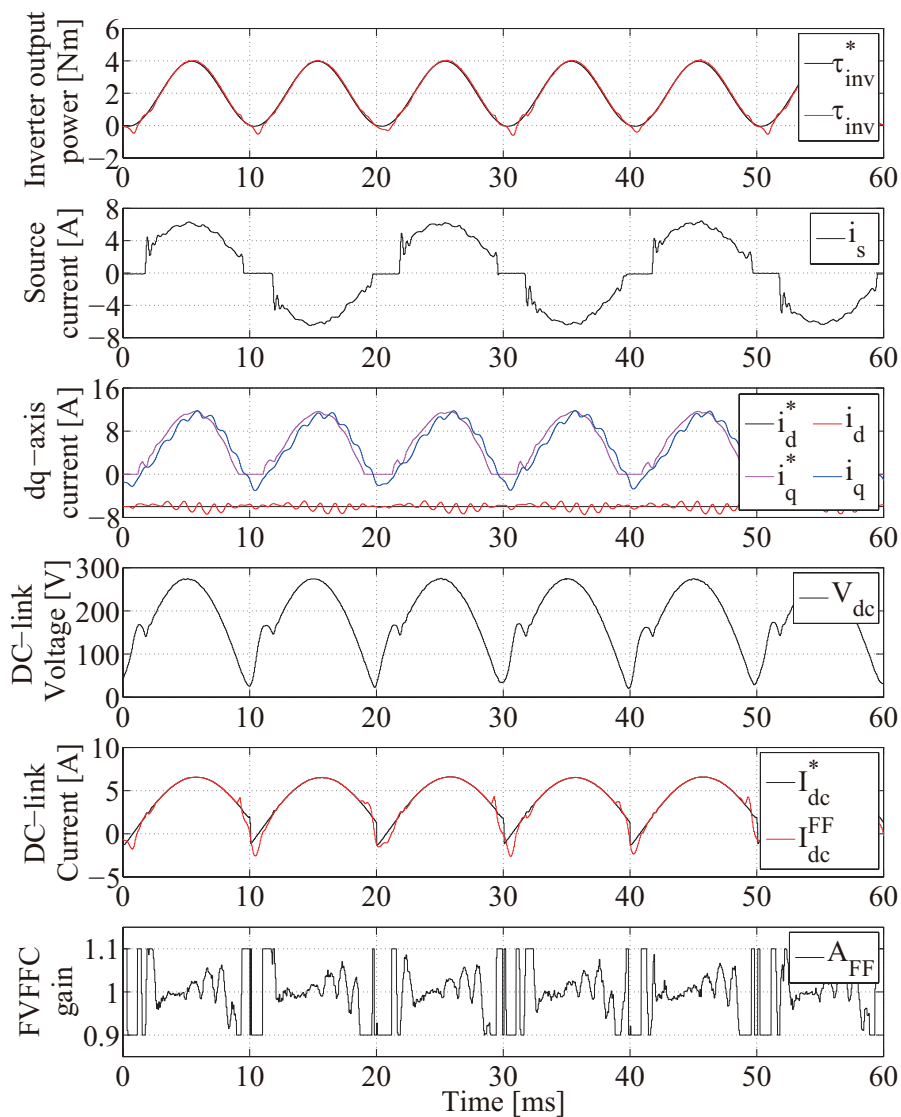 Inverter output
power [Nm]
6
4
2
0
−2
τ*inv
τinv
0 10 20 30 40 50 60
Source
current [A]
8
4
0
−4
−8
is
0 10 20 30 40 50 60
dq−axis
current [A]
16
8
0
−8
i*d id
i*q iq
0 10 20 30 40 50 60
DC−link
Voltage [V]
300
200
100
0
Vdc
0 10 20 30 40 50 60
DC−link
Current [A]
10
5
0
−5
I*dc
IFFdc
0 10 20 30 40 50 60
FVFFC
gain
1.1
1
0.9
AFF
0 10 20 30 40 50 60
Time [ms]